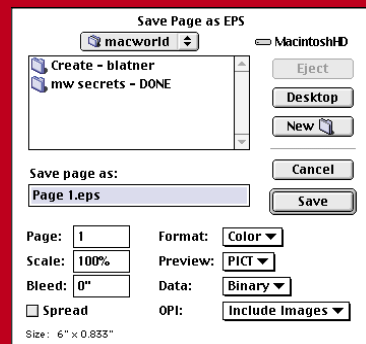 Save Page as EPS
macworld
MacintoshHD
Create - blatner
mw secrets - DONE
Eject
Desktop
New
Save page as:
Page 1.eps
Cancel
Save
Page: 1 Format: Color
Scale: 100% Preview: PICT
Bleed: 0" Data: Binary
Spread OPI: Include Images
Size: 6" x 0.833"